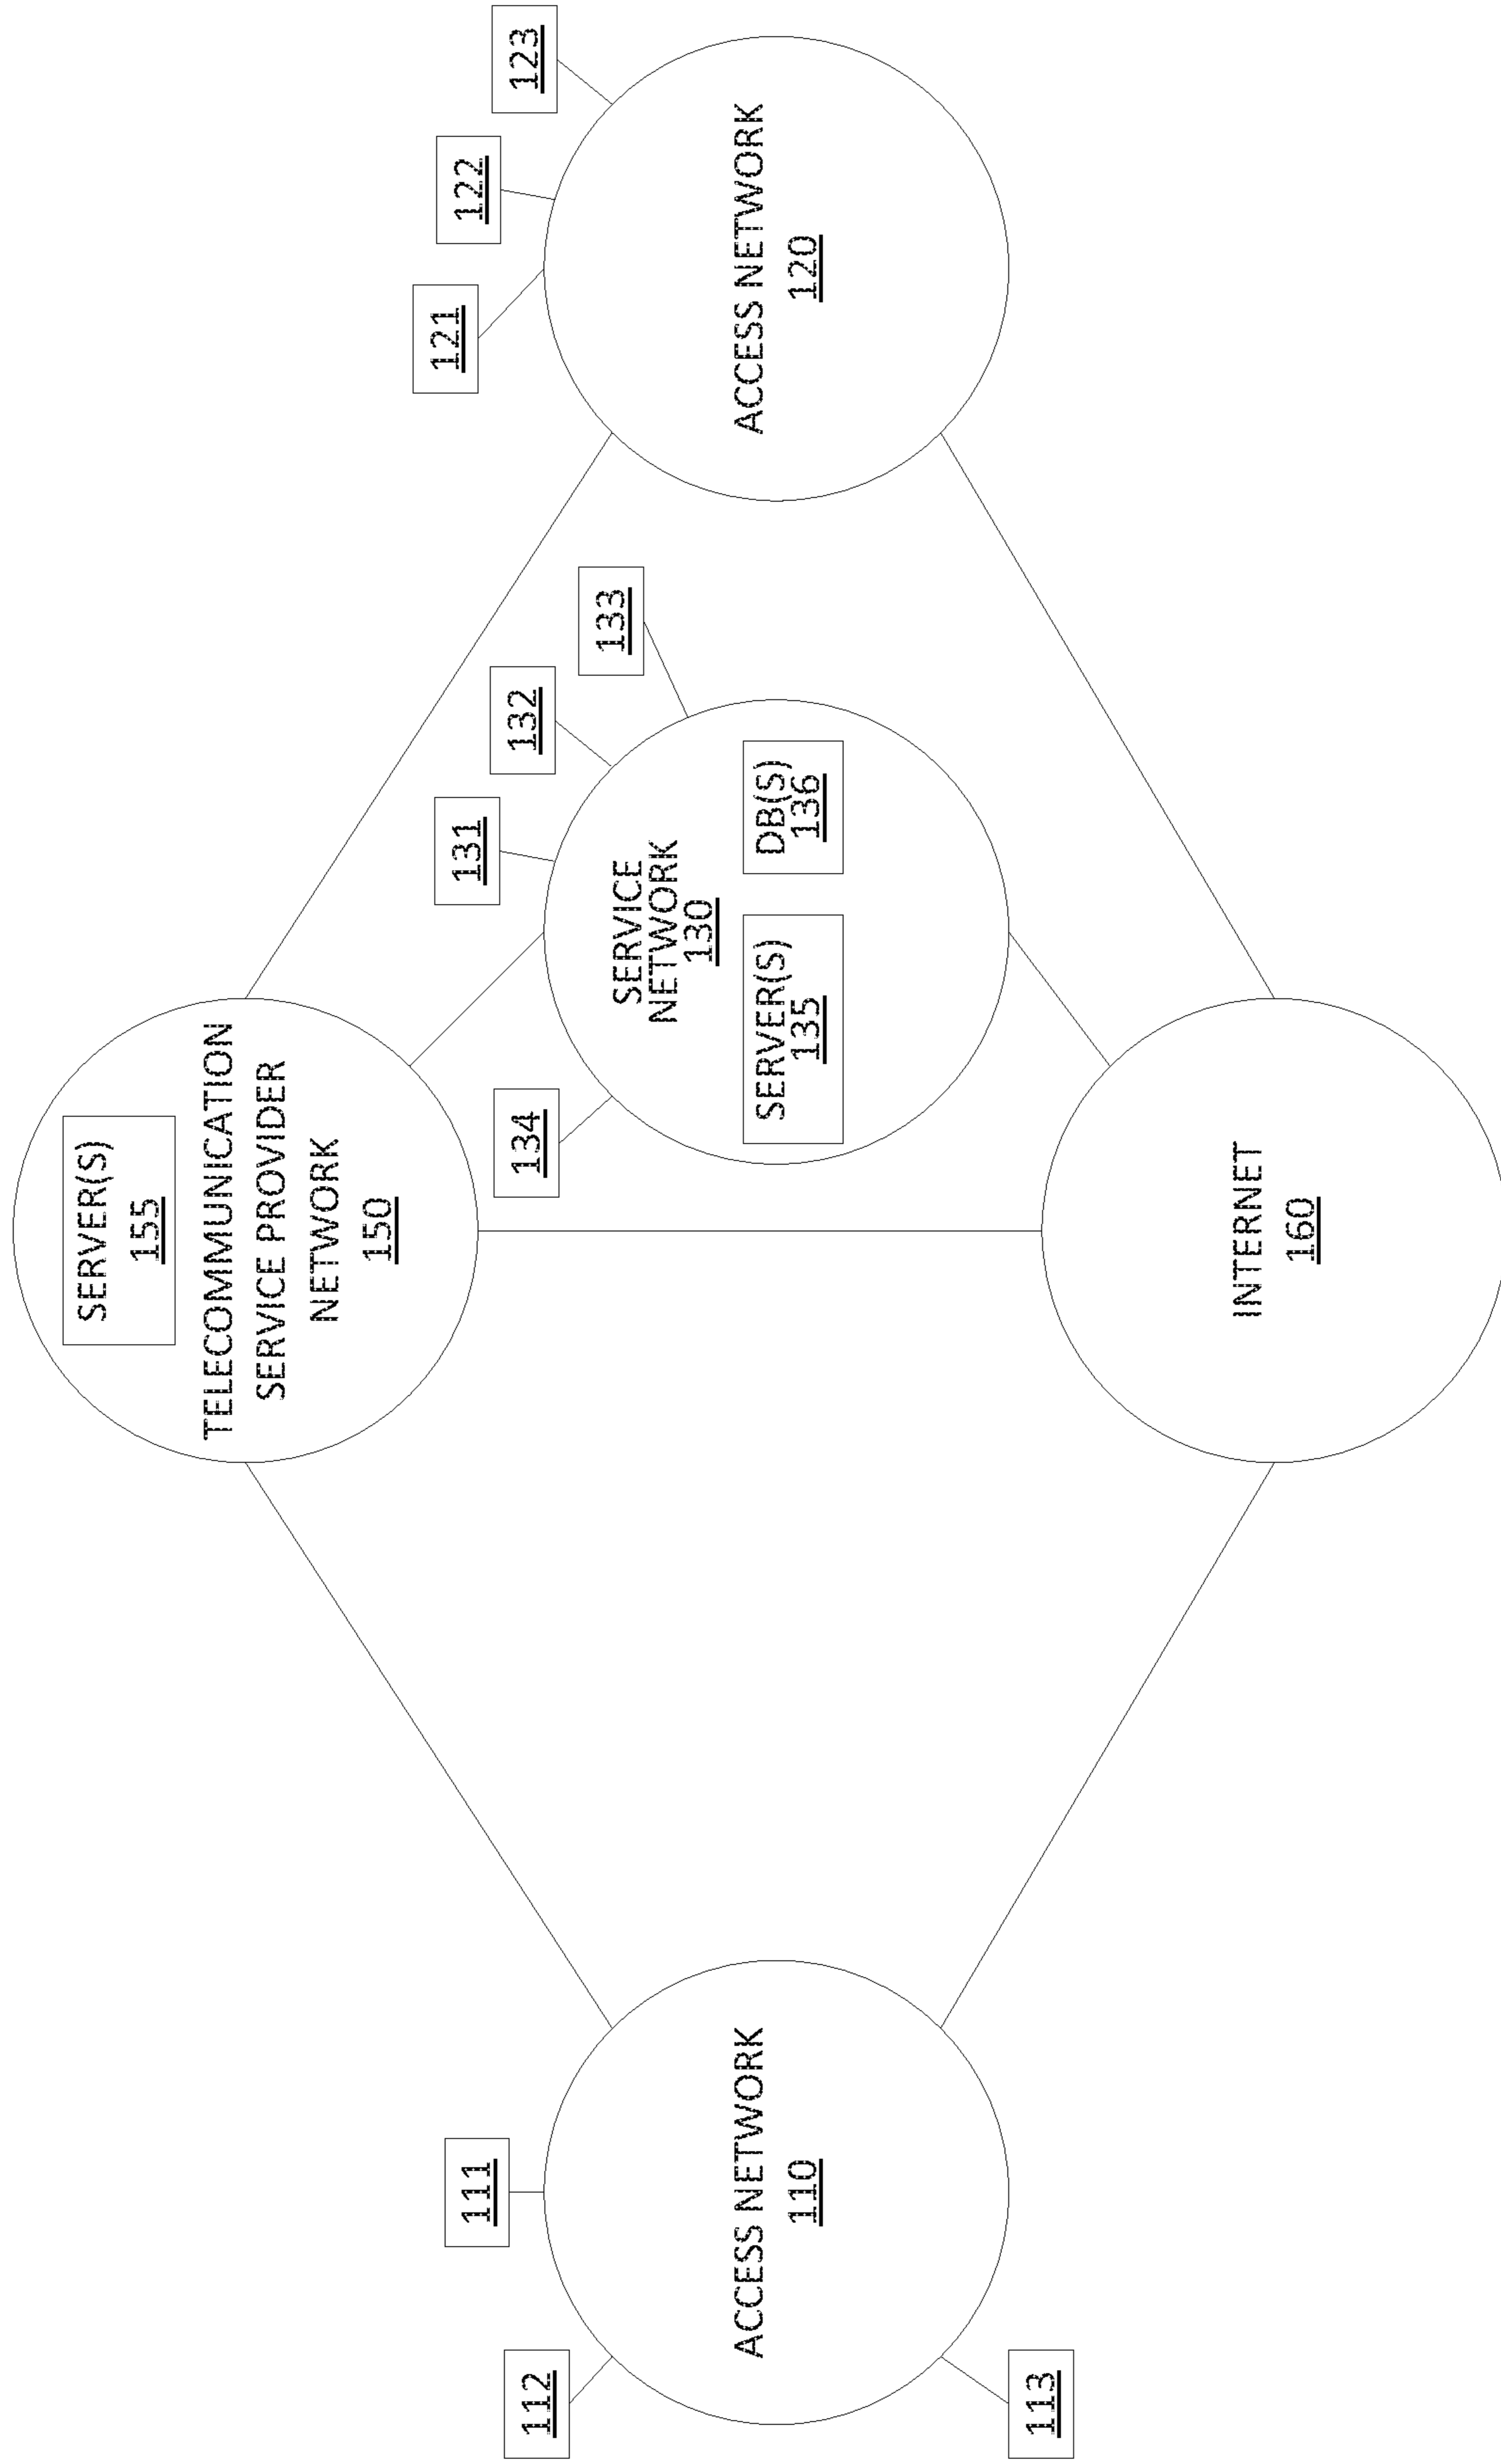 SERVER(S)
155
TELECOMMUNICATION
SERVICE PROVIDER
NETWORK
150
112
111
ACCESS NETWORK
110
113
134
131
132
133
SERVICE
NETWORK
130
SERVER(S)
135
DB(S)
136
121
122
123
ACCESS NETWORK
120
INTERNET
160